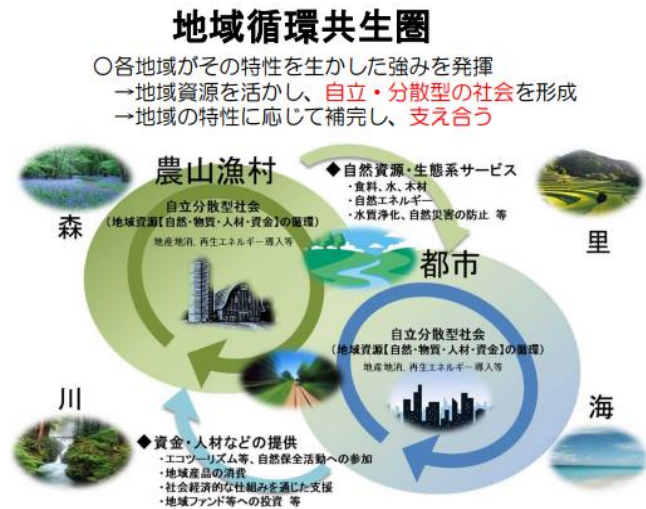 地域循環共生圏
○各地域がその特性を生かした強みを発揮
→地域資源を活かし、自立・分散型の社会を形成
→地域の特性に応じて補完し、支え合う
森
農山漁村
自立分散型社会
(地域資源【自然・物質・人材・資金】の循環)
地産地消、再生エネルギー導入等
◆自然資源・生態系サービス
・食料、水、木材
・自然エネルギー
・水質浄化、自然災害の防止 等
里
都市
自立分散型社会
(地域資源【自然・物質・人材・資金】の循環)
地産地消、再生エネルギー導入等
川
◆資金・人材などの提供
・エコツーリズム等、自然保全活動への参加
・地域産品の消費
・社会経済的な仕組みを通じた支援
・地域ファンド等への投資 等
海